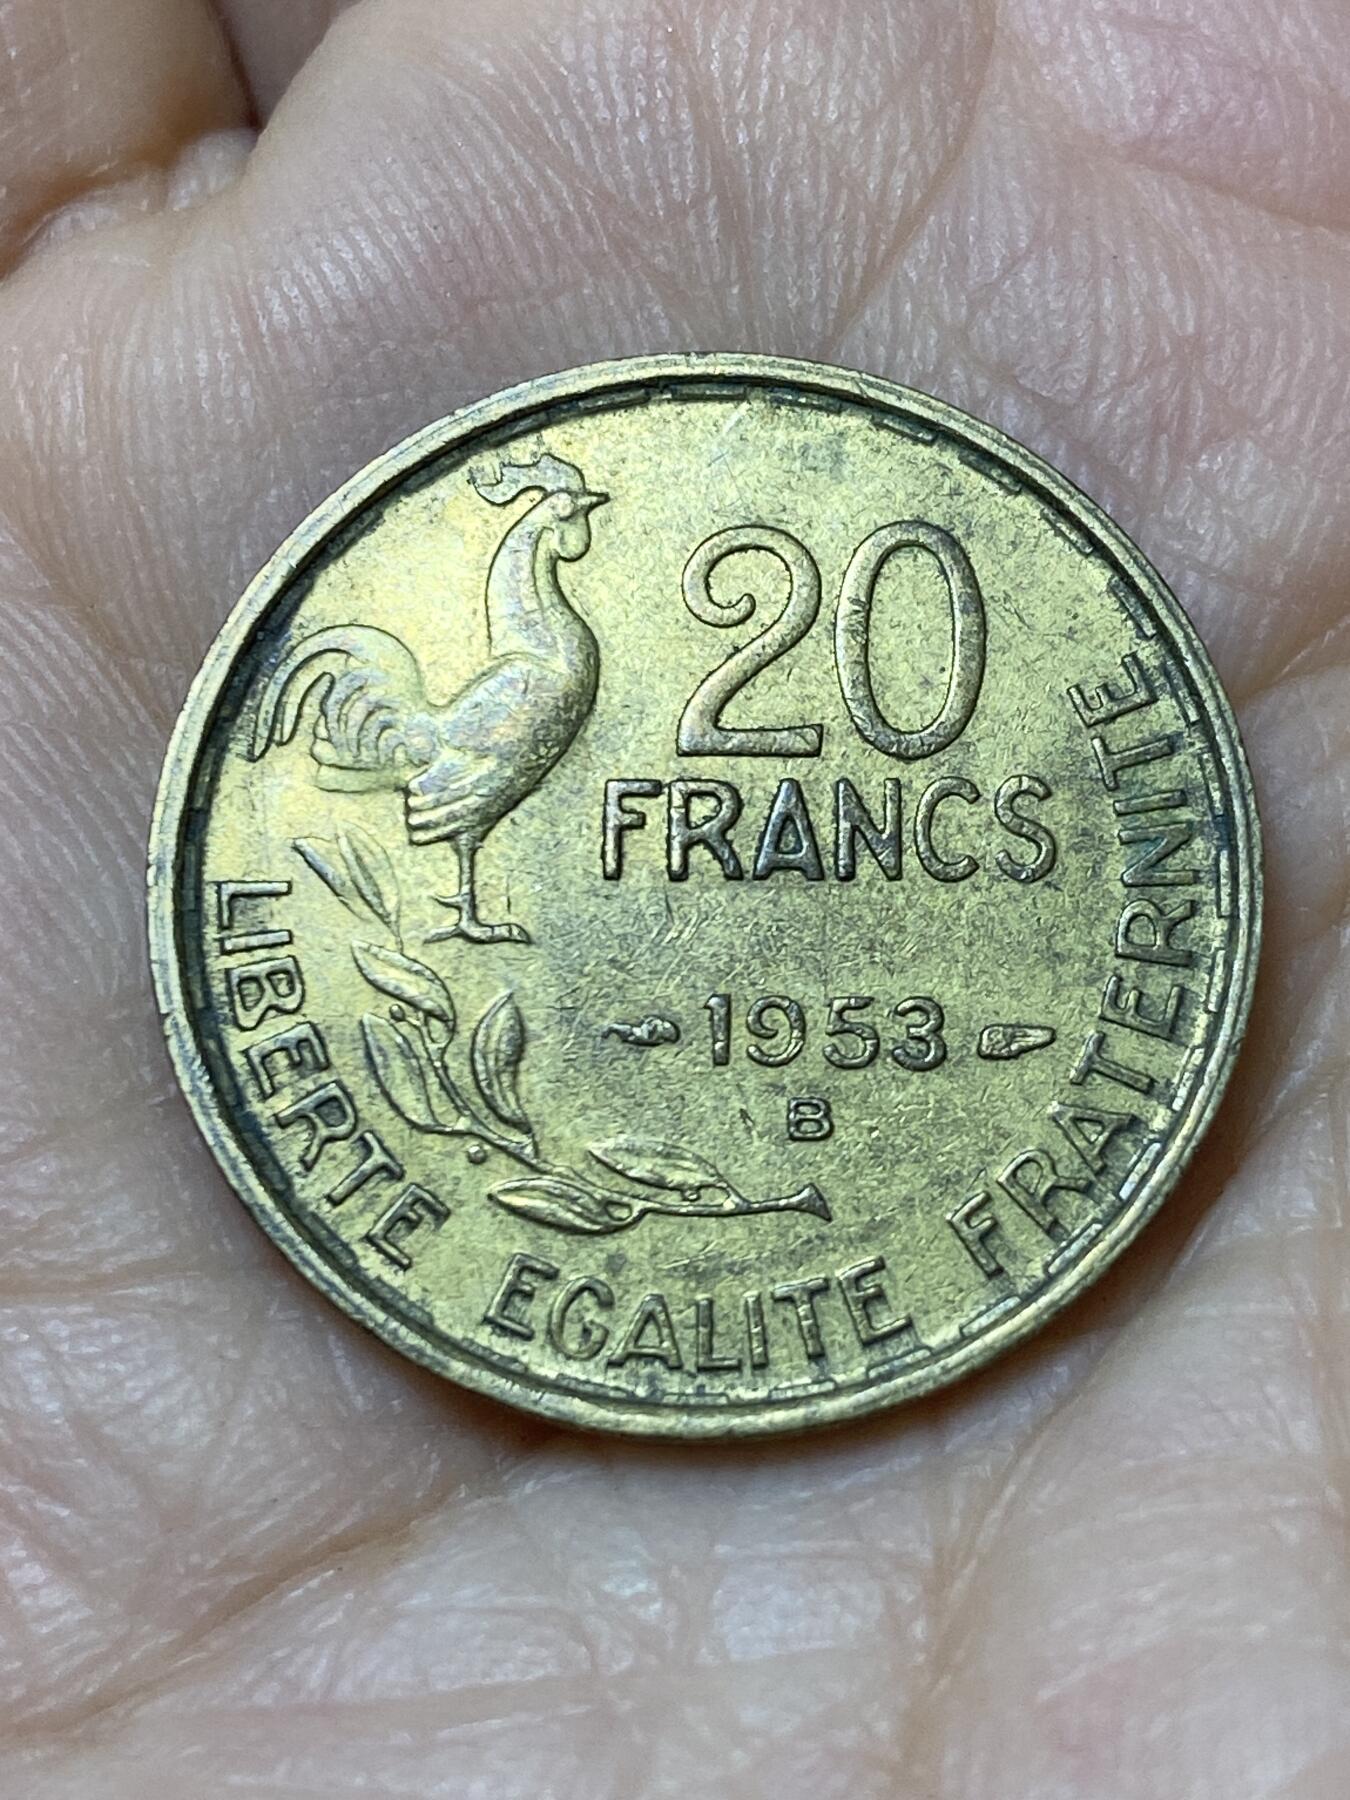 20
FRANCS
1953
B
LIBERTE EGALITE FRATERNITE